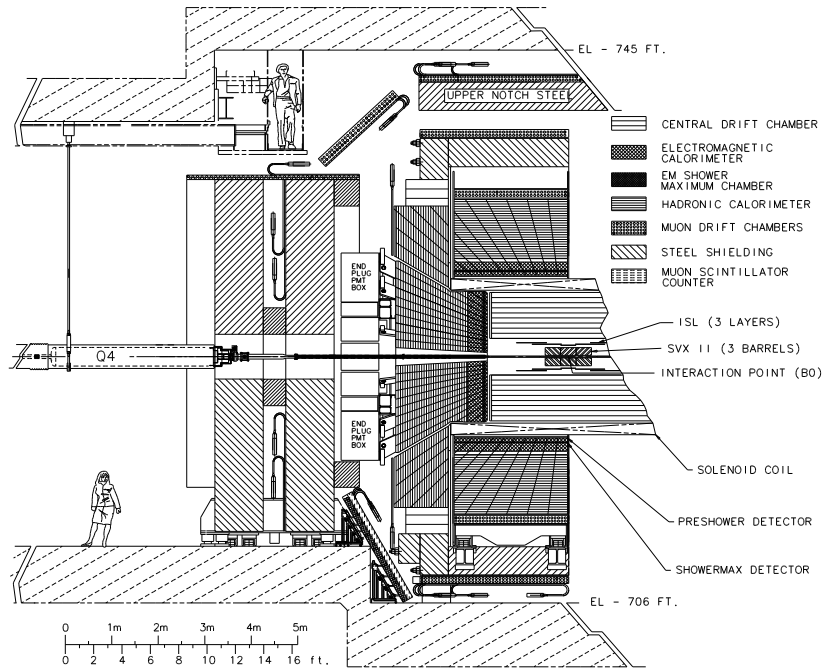 EL - 745 FT.
UPPER NOTCH STEEL
CENTRAL DRIFT CHAMBER
ELECTROMAGNETIC
CALORIMETER
EM SHOWER
MAXIMUM CHAMBER
HADRONIC CALORIMETER
MUON DRIFT CHAMBERS
STEEL SHIELDING
MUON SCINTILLATOR
COUNTER
END
PLUG
PMT
BOX
ISL (3 LAYERS)
Q4
SVX II (3 BARRELS)
INTERACTION POINT (B0)
END
PLUG
PMT
BOX
SOLENOID COIL
PRESHOWER DETECTOR
SHOWERMAX DETECTOR
EL - 706 FT.
0 1m 2m 3m 4m 5m
0 2 4 6 8 10 12 14 16 ft.